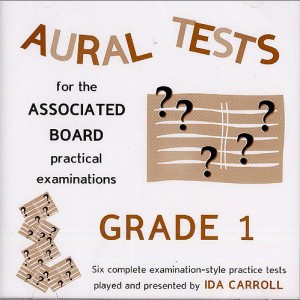 AURAL TESTS
for the
ASSOCIATED
BOARD
practical
examinations
? ? ? ? ?
GRADE 1
Six complete examination-style practice tests
played and presented by IDA CARROLL